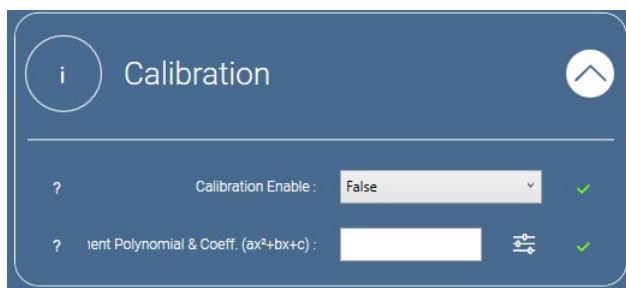 i Calibration
? Calibration Enable : False
? nent Polynomial & Coeff. (ax²+bx+c) :